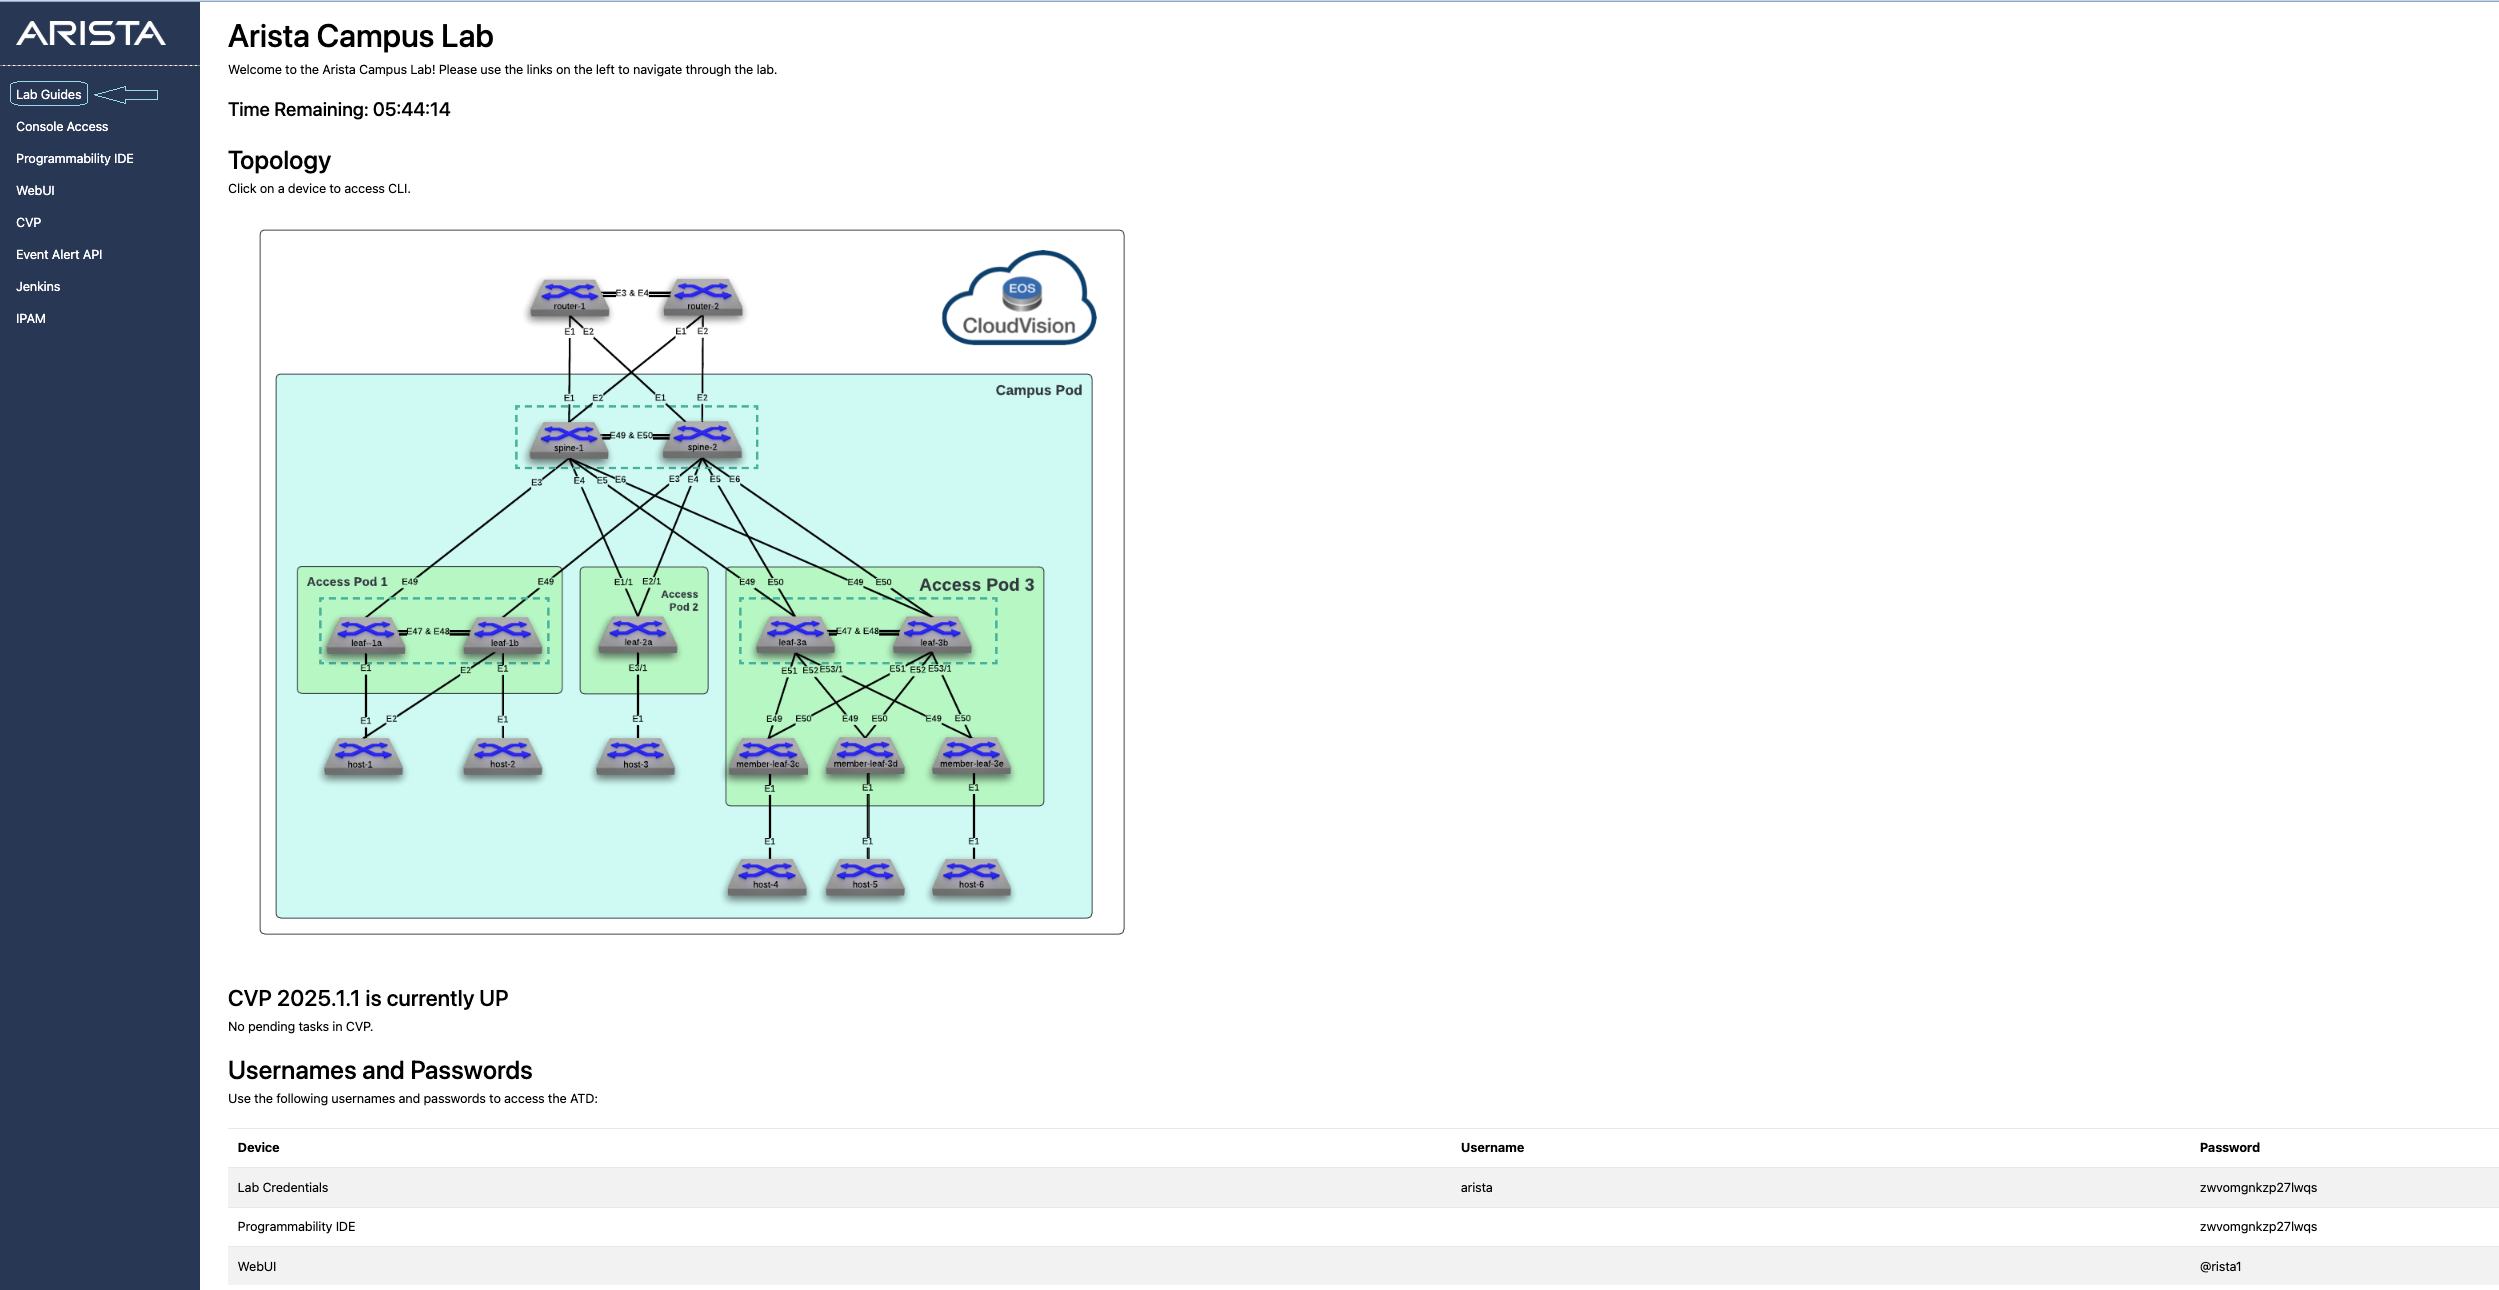 ARISTA
Lab Guides
Console Access
Programmability IDE
WebUI
CVP
Event Alert API
Jenkins
IPAM
Arista Campus Lab
Welcome to the Arista Campus Lab! Please use the links on the left to navigate through the lab.
Time Remaining: 05:44:14
Topology
Click on a device to access CLI.
EOS
CloudVision
E3 & E4
router-1 router-2
E1 E2 E1 E2
Campus Pod
E1 E2 E1 E2
E49 & E50
spine-1 spine-2
E3 E4 E5 E6 E3 E4 E5 E6
Access Pod 1 E49 E49 E1/1 E2/1 E49 E50 E49 E50 Access Pod 3
Access
Pod 2
E47 & E48 E47 & E48
leaf--1a leaf-1b leaf-2a leaf-3a leaf-3b
E1 E2 E1 E3/1 E51 E52 E53/1 E51 E52 E53/1
E1 E2 E1 E1 E49 E50 E49 E50 E49 E50
host-1 host-2 host-3 member-leaf-3c member-leaf-3d member-leaf-3e
E1 E1 E1
E1 E1 E1
host-4 host-5 host-6
CVP 2025.1.1 is currently UP
No pending tasks in CVP.
Usernames and Passwords
Use the following usernames and passwords to access the ATD:
Device Username Password
Lab Credentials arista zwvomgnkzp27lwqs
Programmability IDE zwvomgnkzp27lwqs
WebUI @rista1